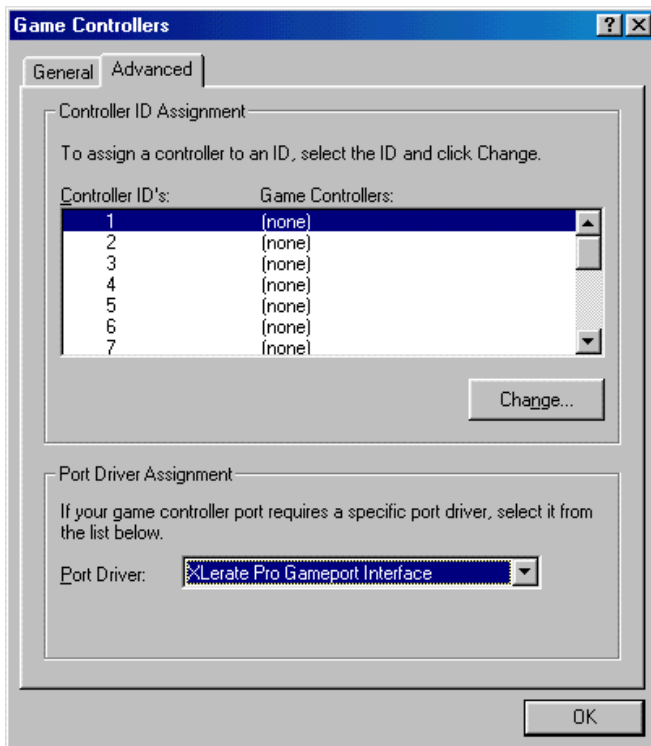 Game Controllers
General
Advanced
Controller ID Assignment
To assign a controller to an ID, select the ID and click Change.
Controller ID's: Game Controllers:
1 (none)
2 (none)
3 (none)
4 (none)
5 (none)
6 (none)
7 (none)
Change...
Port Driver Assignment
If your game controller port requires a specific port driver, select it from
the list below.
Port Driver: XLerate Pro Gameport Interface
OK